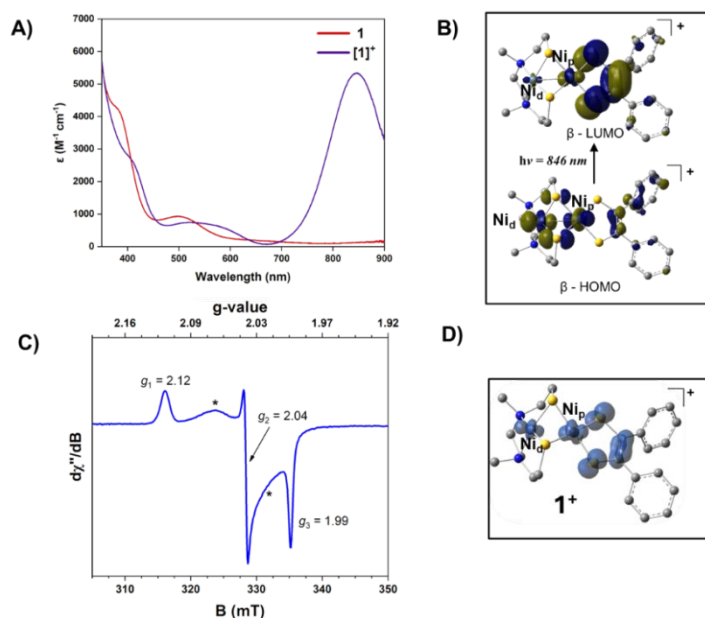 A)
7000
6000
5000
4000
3000
2000
1000
0
ε (M⁻¹ cm⁻¹)
1
[1]⁺
400 500 600 700 800 900
Wavelength (nm)
B)
Ni_p
Ni_d
+
β - LUMO
hν = 846 nm
Ni_d
Ni_p
+
β - HOMO
C)
g-value
2.16 2.09 2.03 1.97 1.92
g₁ = 2.12
*
g₂ = 2.04
*
g₃ = 1.99
dχ''/dB
310 320 330 340 350
B (mT)
D)
Ni_p
Ni_d
+
1⁺